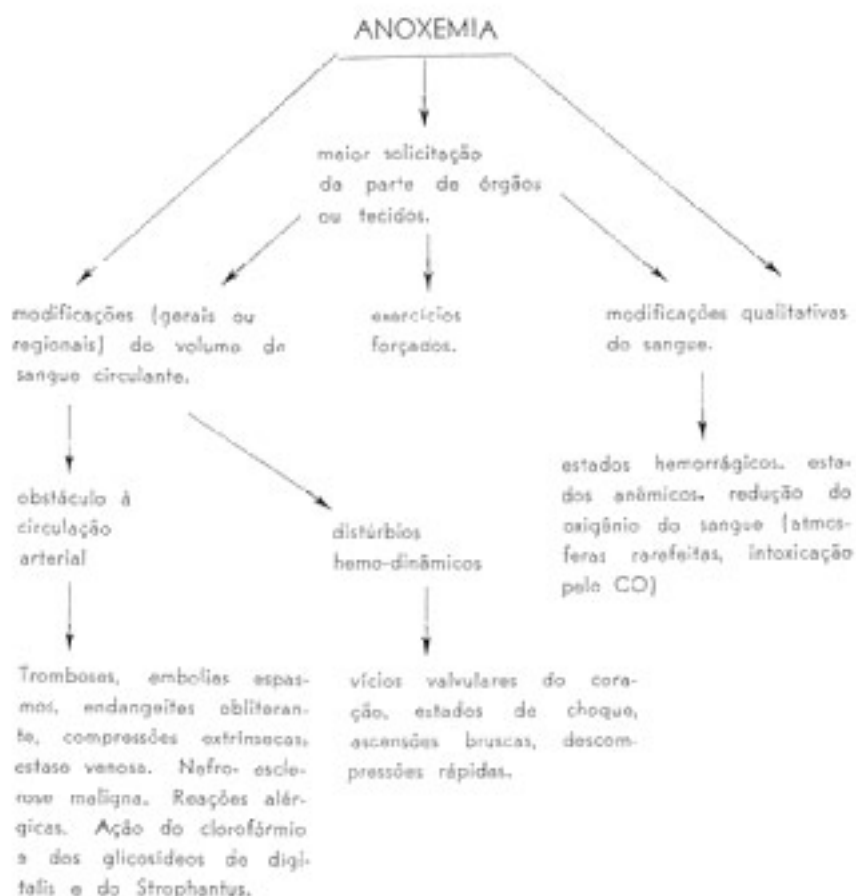 ANOXEMIA
maior solicitação
da parte de órgãos
ou tecidos.
modificações (gerais ou
regionais) do volume de
sangue circulante.
exercícios
forçados.
modificações qualitativas
do sangue.
obstáculo à
circulação
arterial
distúrbios
hemo-dinâmicos
estados hemorrágicos, esta-
dos anêmicos, redução do
oxigênio do sangue (atmos-
feras rarefeitas, intoxicação
pelo CO)
Tromboses, embolias espas-
mos, endangeites obliteran-
te, compressões extrínsecas,
estase venosa. Nefro- escle-
rose maligna. Reações alér-
gicas. Ação do clorofórmio
e dos glicosídeos de digi-
talis e do Strophantus.
vícios valvulares do cora-
ção, estados de choque,
ascensões bruscas, descom-
pressões rápidas.